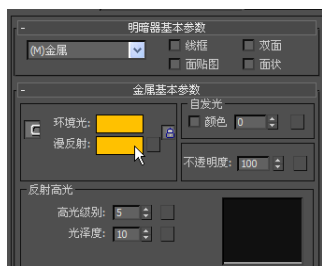 - 明暗器基本参数
(M)金属 线框 双面
面贴图 面状
- 金属基本参数
自发光
环境光: 颜色 0
漫反射:
不透明度: 100
反射高光
高光级别: 5
光泽度: 10